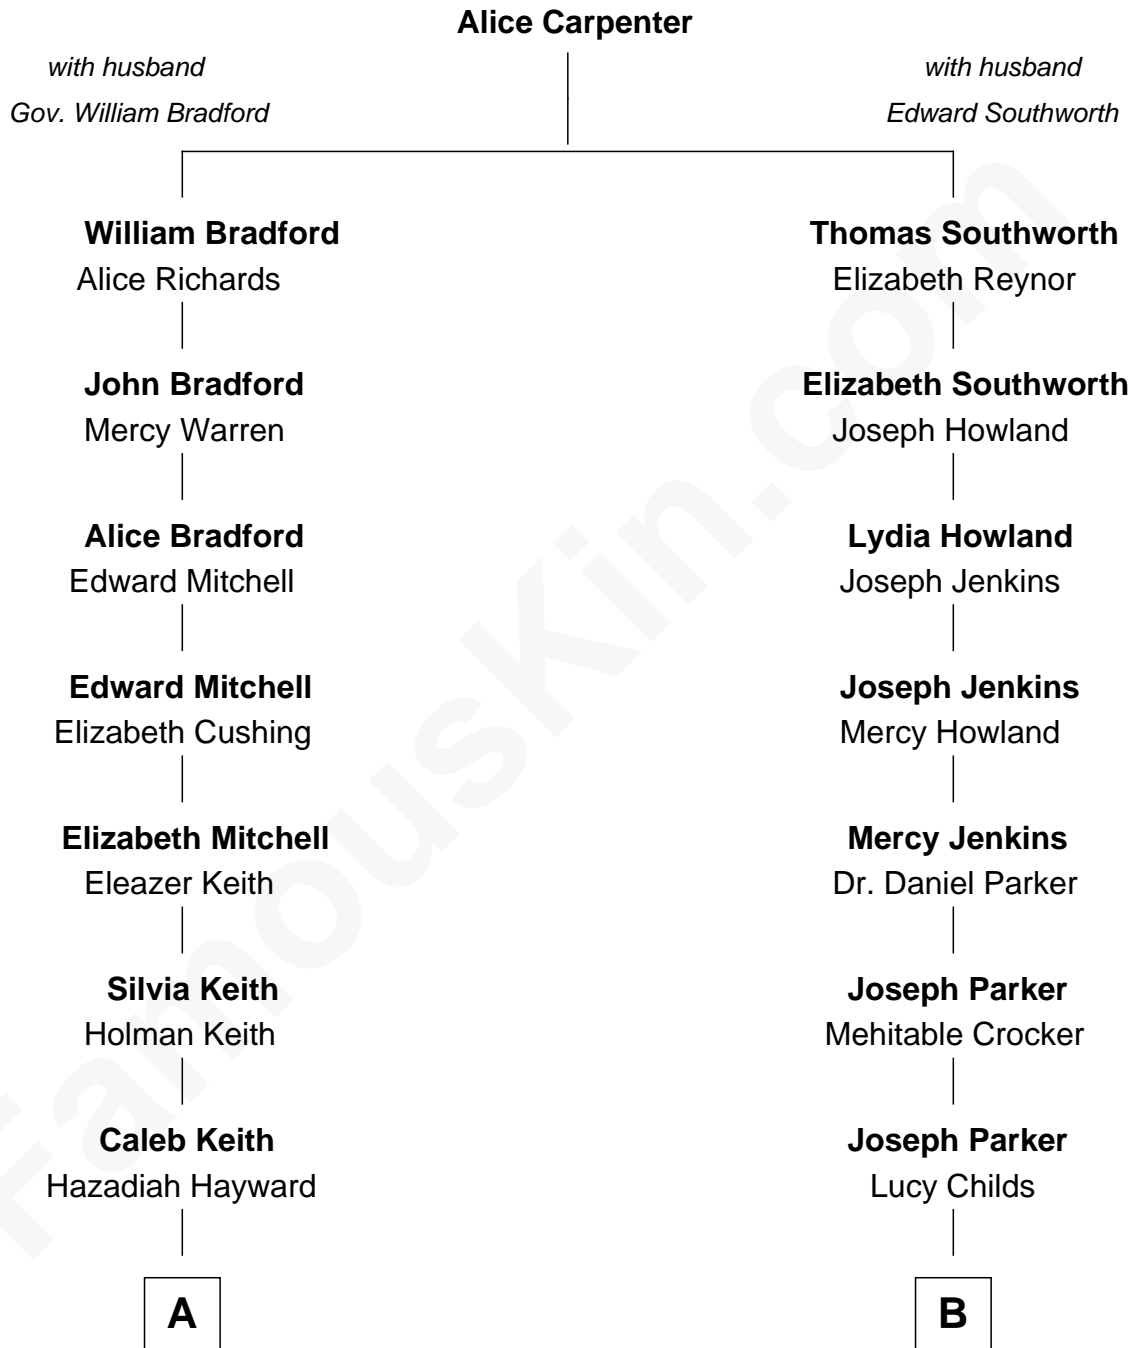 Alice Carpenter
with husband
Gov. William Bradford
with husband
Edward Southworth
William Bradford
Alice Richards
Thomas Southworth
Elizabeth Reynor
John Bradford
Mercy Warren
Elizabeth Southworth
Joseph Howland
Alice Bradford
Edward Mitchell
Lydia Howland
Joseph Jenkins
Edward Mitchell
Elizabeth Cushing
Joseph Jenkins
Mercy Howland
Elizabeth Mitchell
Eleazer Keith
Mercy Jenkins
Dr. Daniel Parker
Silvia Keith
Holman Keith
Joseph Parker
Mehitable Crocker
Caleb Keith
Hazadiah Hayward
Joseph Parker
Lucy Childs
A
B
FamousKin.com